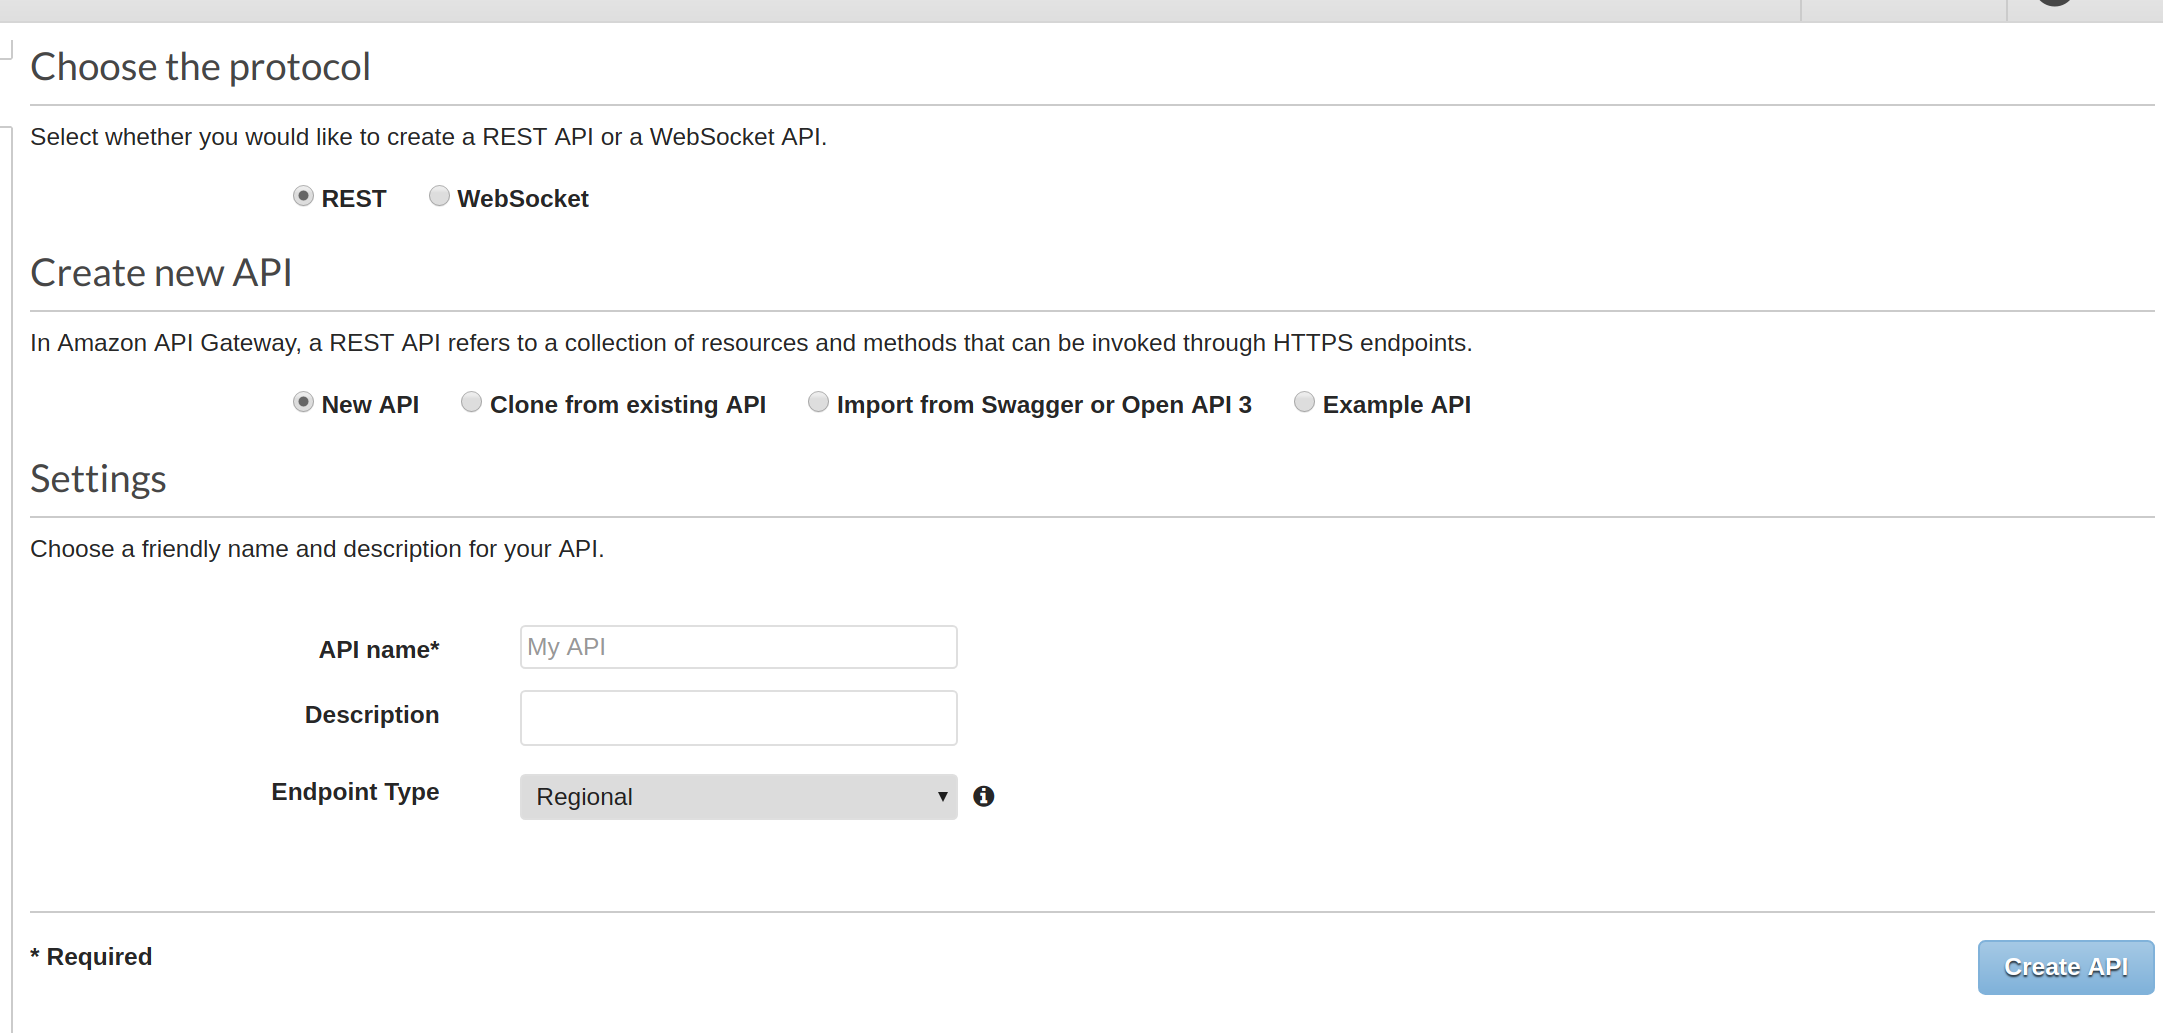 Choose the protocol
Select whether you would like to create a REST API or a WebSocket API.
REST WebSocket
Create new API
In Amazon API Gateway, a REST API refers to a collection of resources and methods that can be invoked through HTTPS endpoints.
New API Clone from existing API Import from Swagger or Open API 3 Example API
Settings
Choose a friendly name and description for your API.
API name* My API
Description
Endpoint Type Regional
* Required
Create API